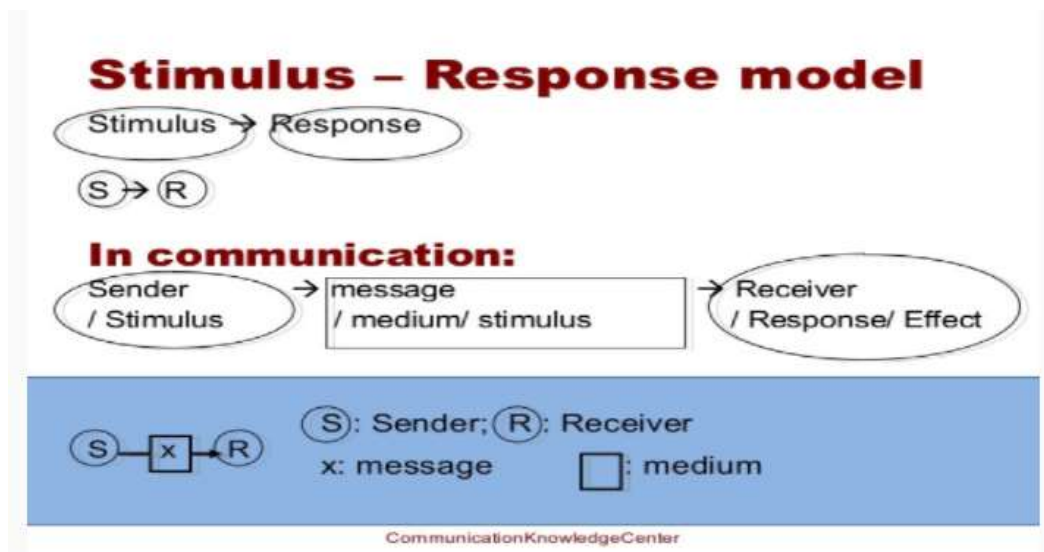 Stimulus – Response model
Stimulus → Response
S → R
In communication:
Sender → message → Receiver
/ Stimulus / medium/ stimulus / Response/ Effect
S x R S: Sender; R: Receiver
x: message : medium
CommunicationKnowledgeCenter